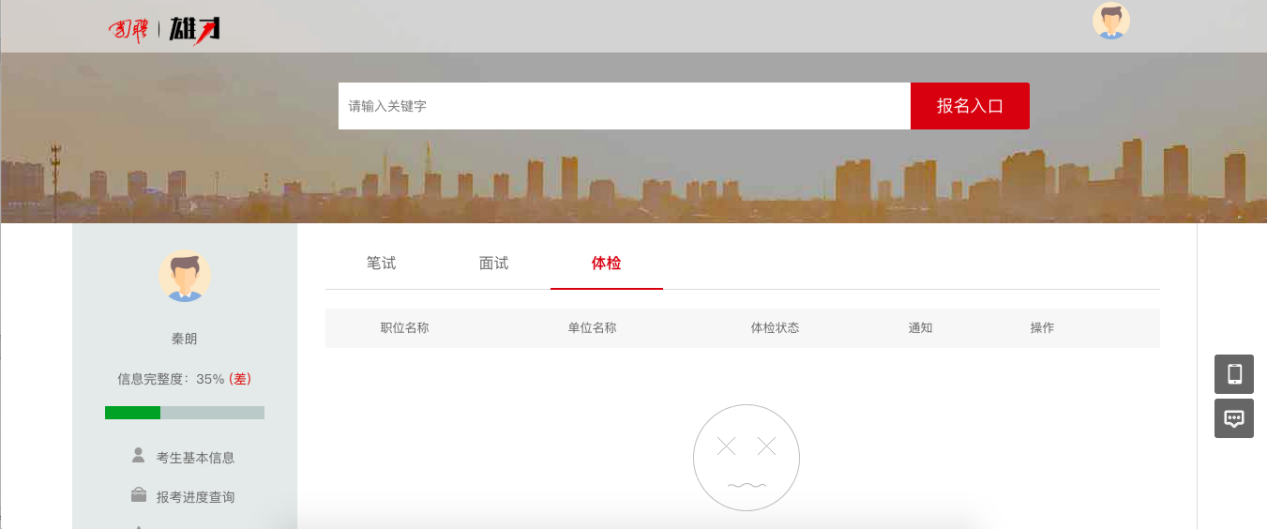 国聘 | 雄才
请输入关键字
报名入口
笔试 面试 体检
职位名称 单位名称 体检状态 通知 操作
秦朗
信息完整度：35% (差)
考生基本信息
报考进度查询